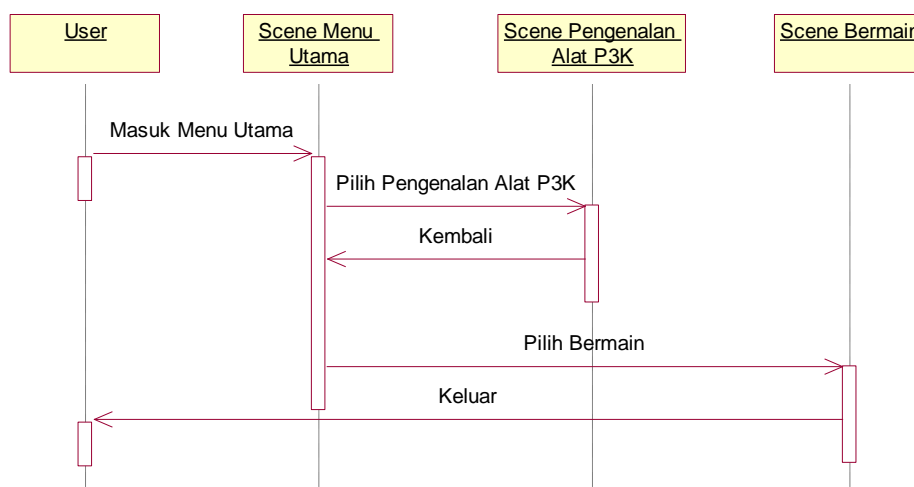 User
Scene Menu
Utama
Scene Pengenalan
Alat P3K
Scene Bermain
Masuk Menu Utama
Pilih Pengenalan Alat P3K
Kembali
Pilih Bermain
Keluar